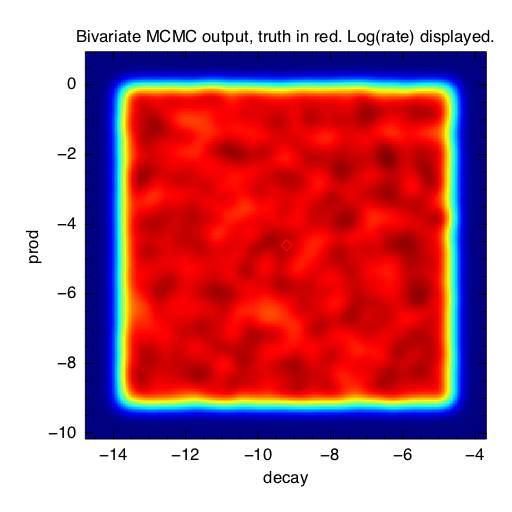 Bivariate MCMC output, truth in red. Log(rate) displayed.
0
−2
−4
−6
−8
−10
prod
−14 −12 −10 −8 −6 −4
decay